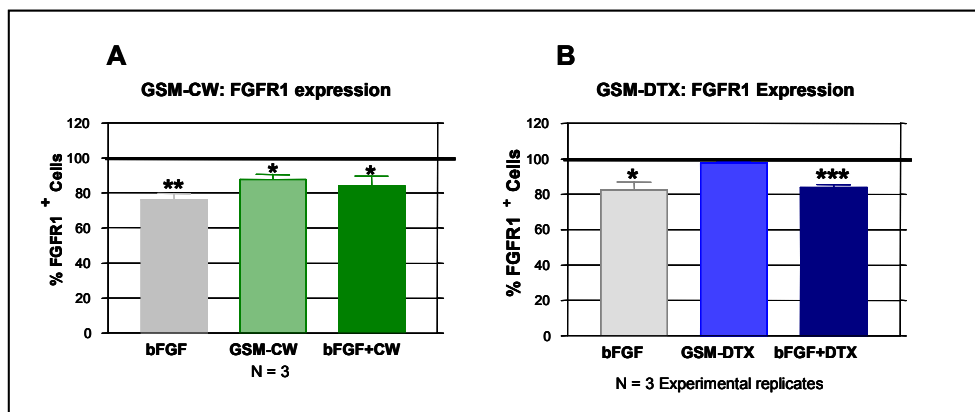 A
GSM-CW: FGFR1 expression
% FGFR1 + Cells
120
100
80
60
40
20
0
**
*
*
bFGF GSM-CW bFGF+CW
N = 3
B
GSM-DTX: FGFR1 Expression
% FGFR1 + Cells
120
100
80
60
40
20
0
*
***
bFGF GSM-DTX bFGF+DTX
N = 3 Experimental replicates